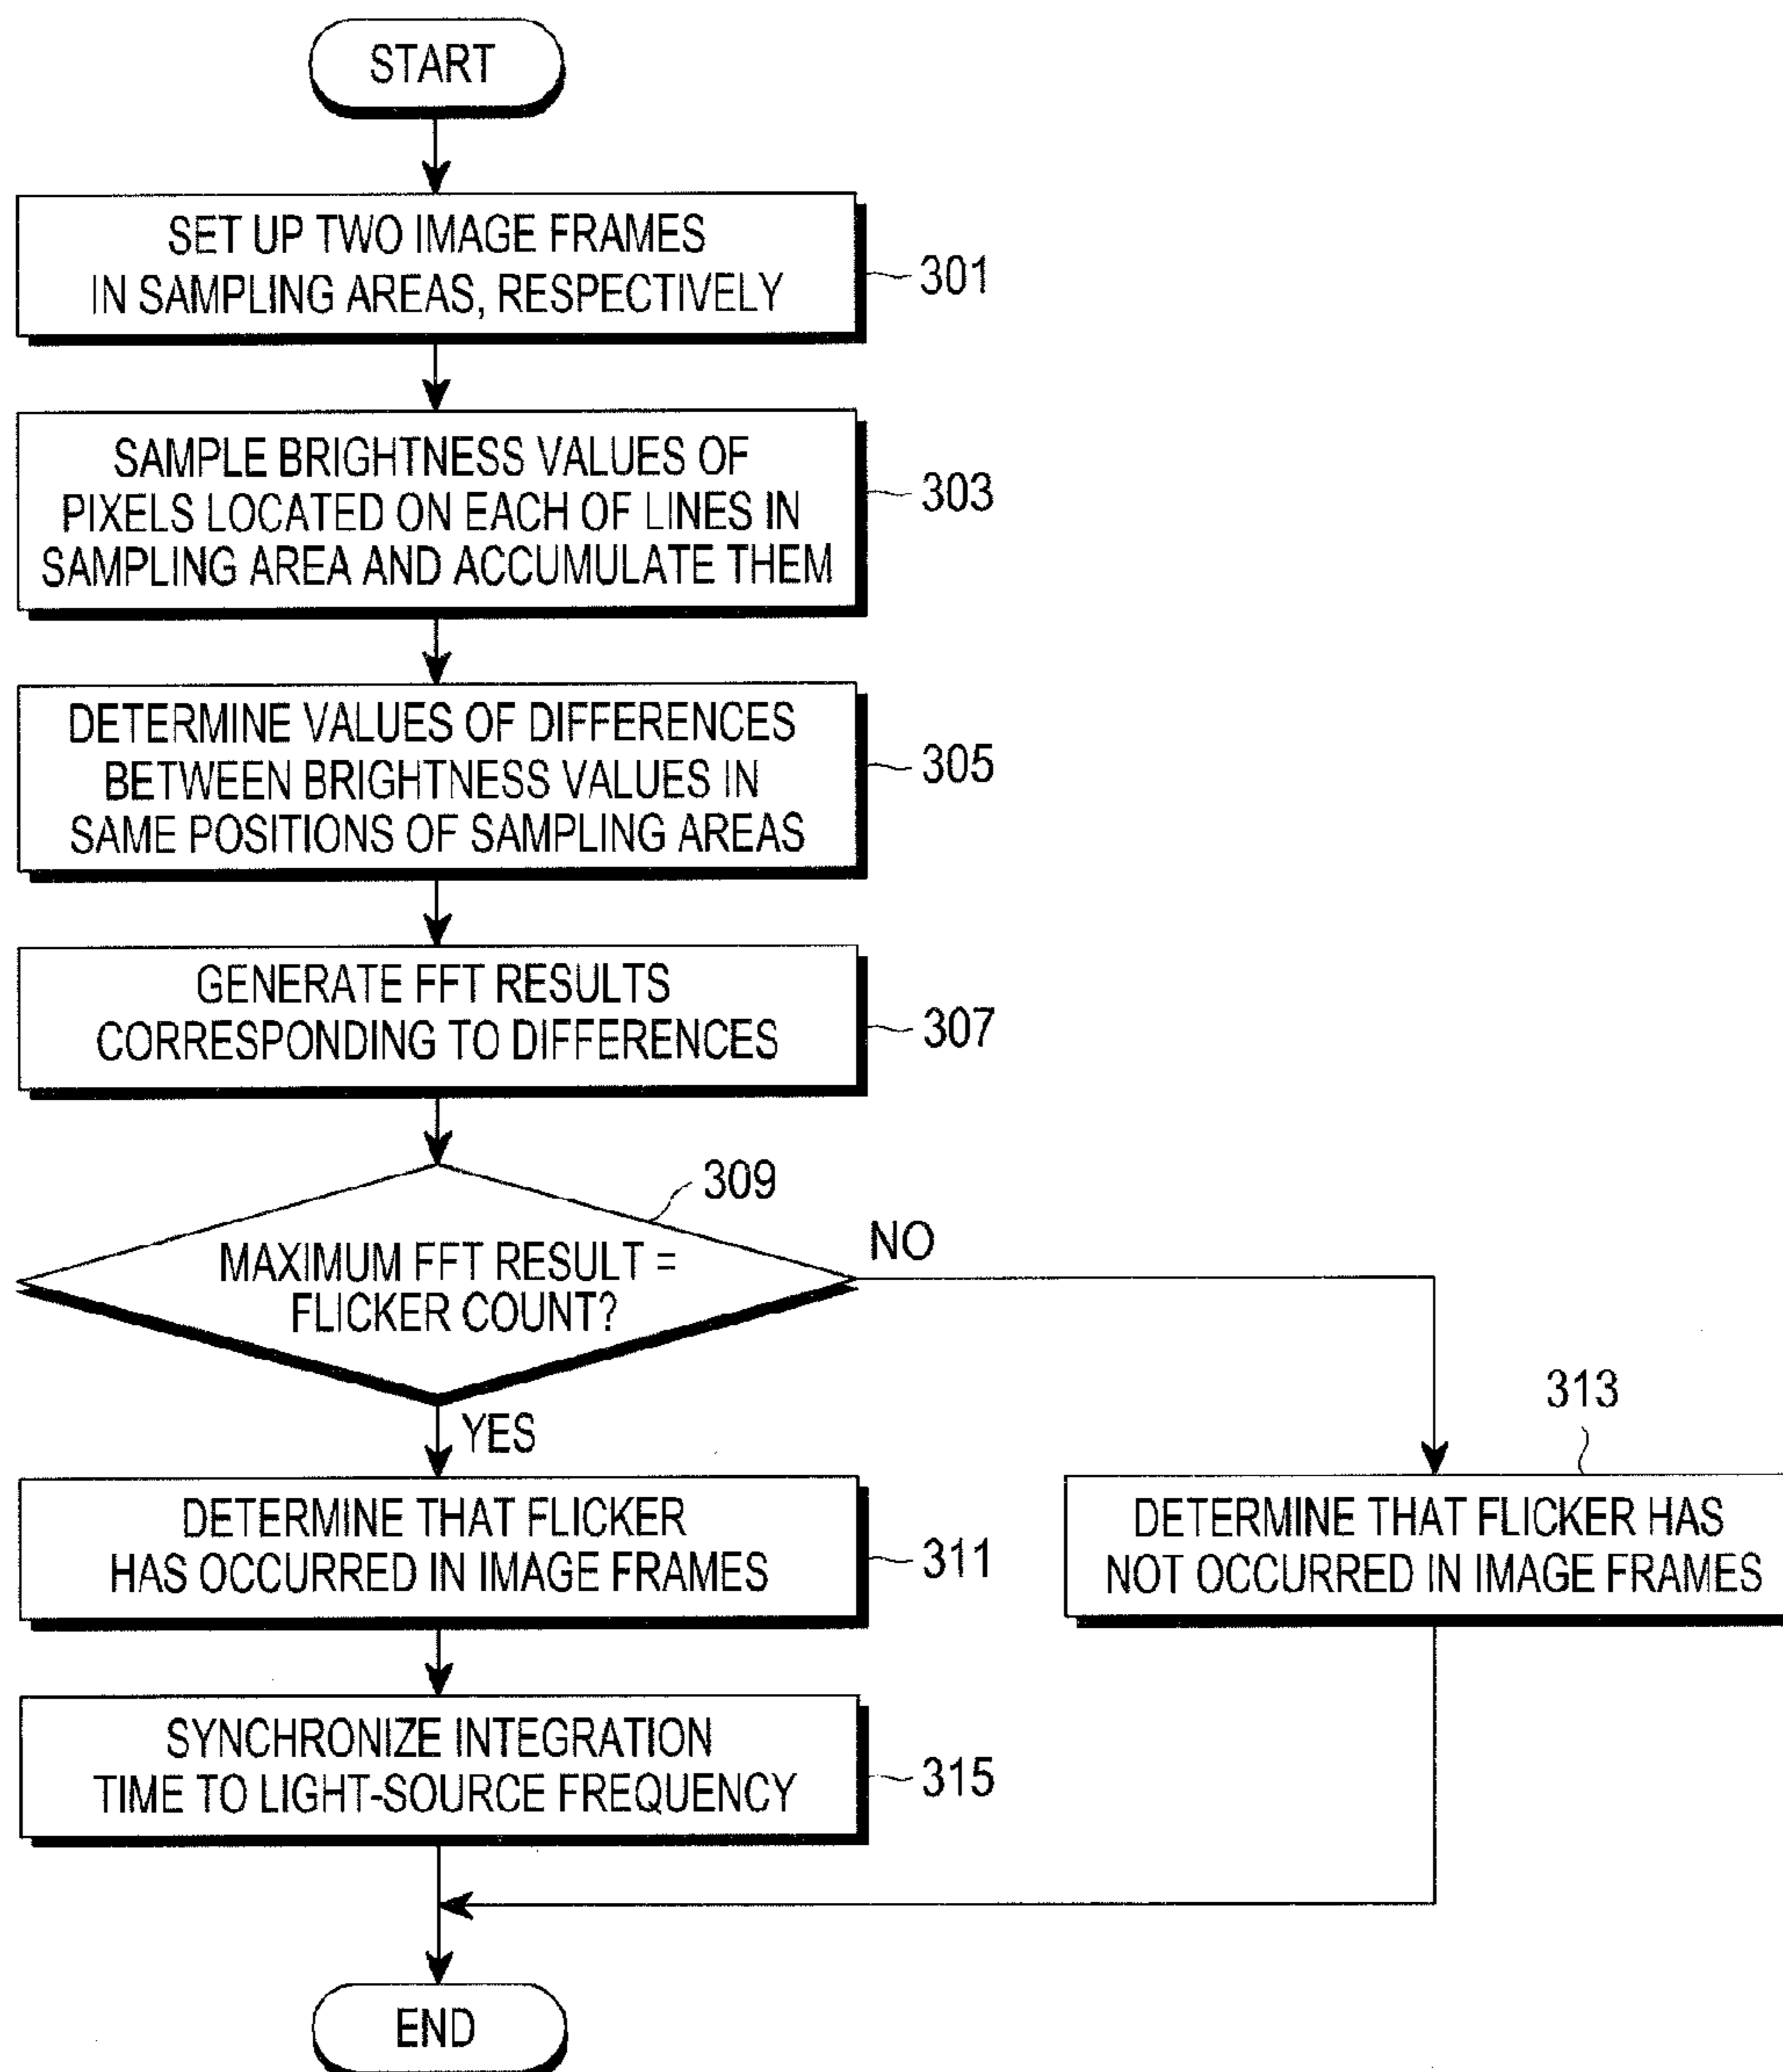 START
SET UP TWO IMAGE FRAMES
IN SAMPLING AREAS, RESPECTIVELY
301
SAMPLE BRIGHTNESS VALUES OF
PIXELS LOCATED ON EACH OF LINES IN
SAMPLING AREA AND ACCUMULATE THEM
303
DETERMINE VALUES OF DIFFERENCES
BETWEEN BRIGHTNESS VALUES IN
SAME POSITIONS OF SAMPLING AREAS
305
GENERATE FFT RESULTS
CORRESPONDING TO DIFFERENCES
307
309
MAXIMUM FFT RESULT =
FLICKER COUNT?
NO
YES
DETERMINE THAT FLICKER
HAS OCCURRED IN IMAGE FRAMES
311
313
DETERMINE THAT FLICKER HAS
NOT OCCURRED IN IMAGE FRAMES
SYNCHRONIZE INTEGRATION
TIME TO LIGHT-SOURCE FREQUENCY
315
END